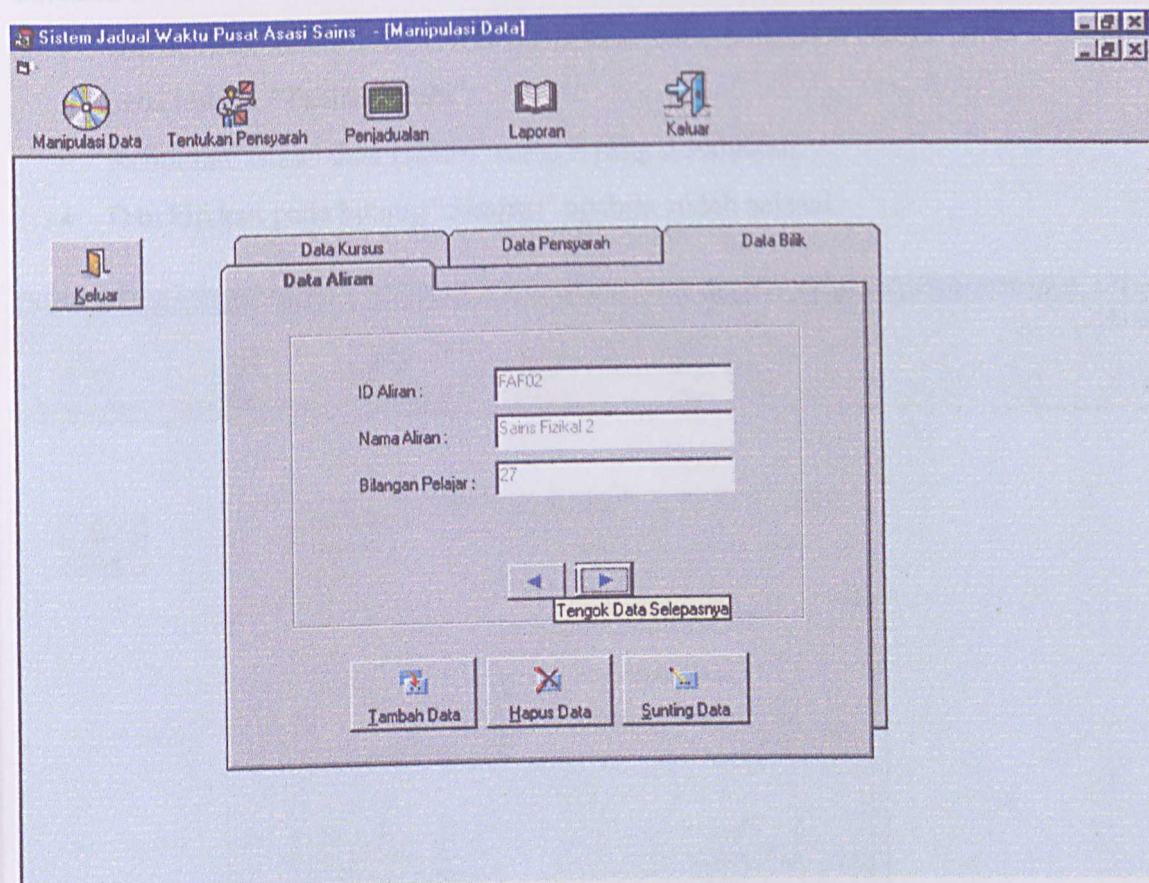 Sistem Jadual Waktu Pusat Asasi Sains - [Manipulasi Data]
Manipulasi Data Tentukan Pensyarah Penjadualan Laporan Keluar
Keluar
Data Kursus Data Pensyarah Data Bilik
Data Aliran
ID Aliran : FAF02
Nama Aliran : Sains Fizikal 2
Bilangan Pelajar : 27
Tengok Data Selepasnya
Tambah Data Hapus Data Sunting Data